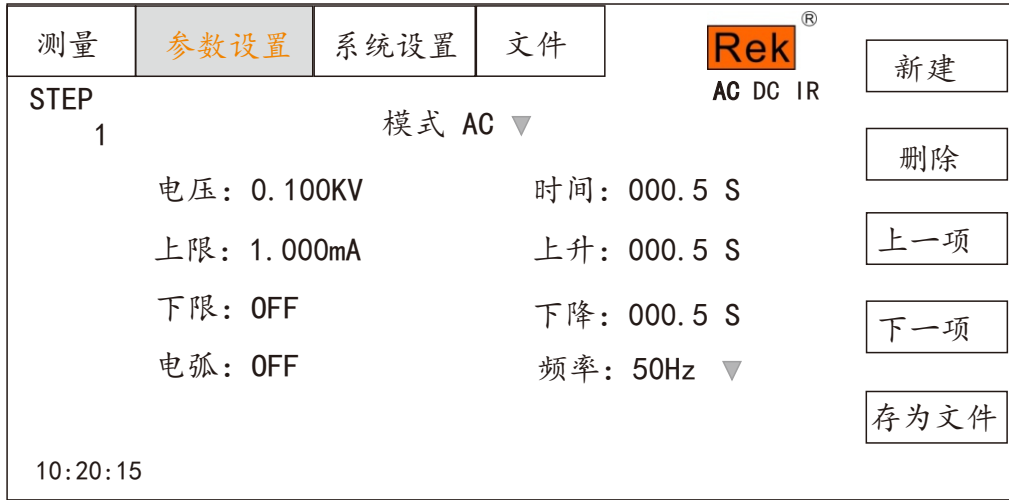 测量 参数设置 系统设置 文件 Rek®
AC DC IR
新建
STEP
1
模式 AC
删除
电压：0.100KV 时间：000.5 S
上限：1.000mA 上升：000.5 S
上一项
下限：OFF 下降：000.5 S
下一项
电弧：OFF 频率：50Hz
存为文件
10:20:15